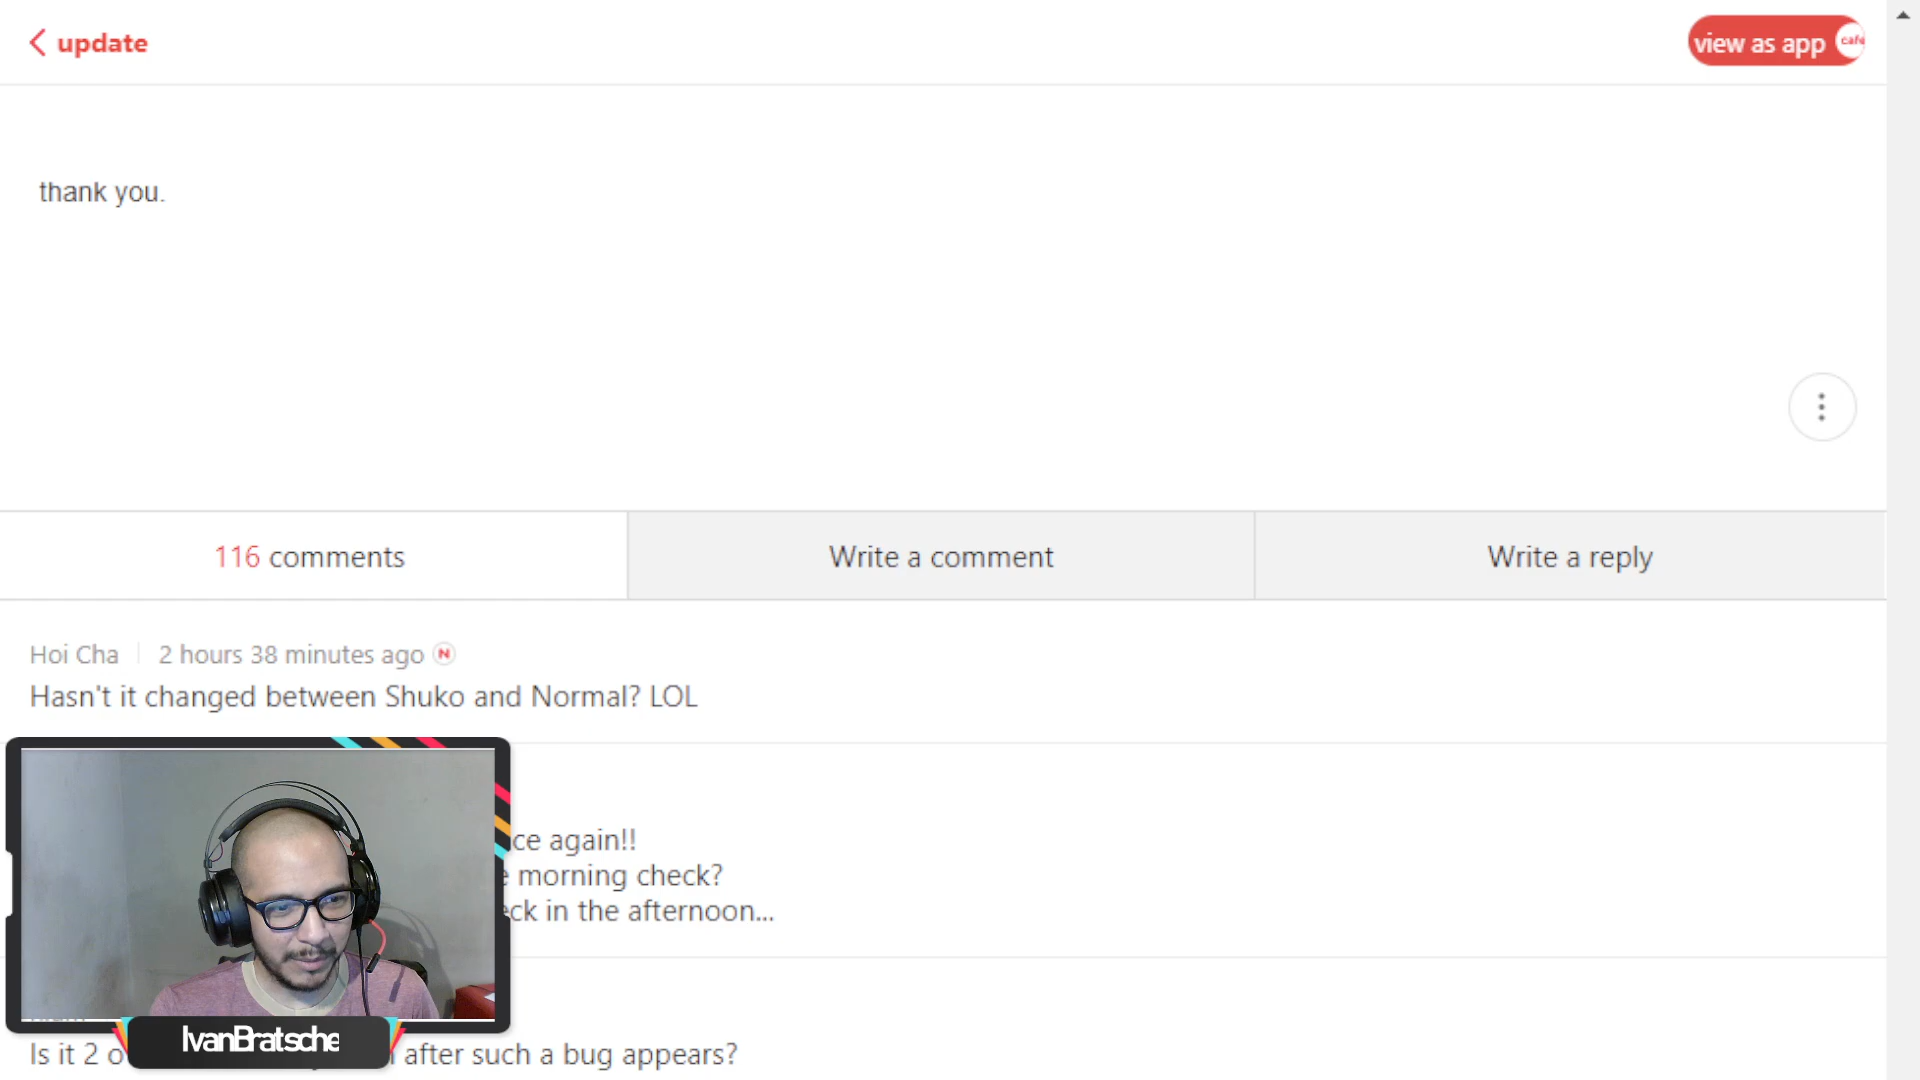 update
view as app
cafe
thank you.
116 comments
Write a comment
Write a reply
Hoi Cha
2 hours 38 minutes ago N
Hasn't it changed between Shuko and Normal? LOL
ce again!!
morning check?
ck in the afternoon...
IvanBratsche
Is it 2 o
after such a bug appears?